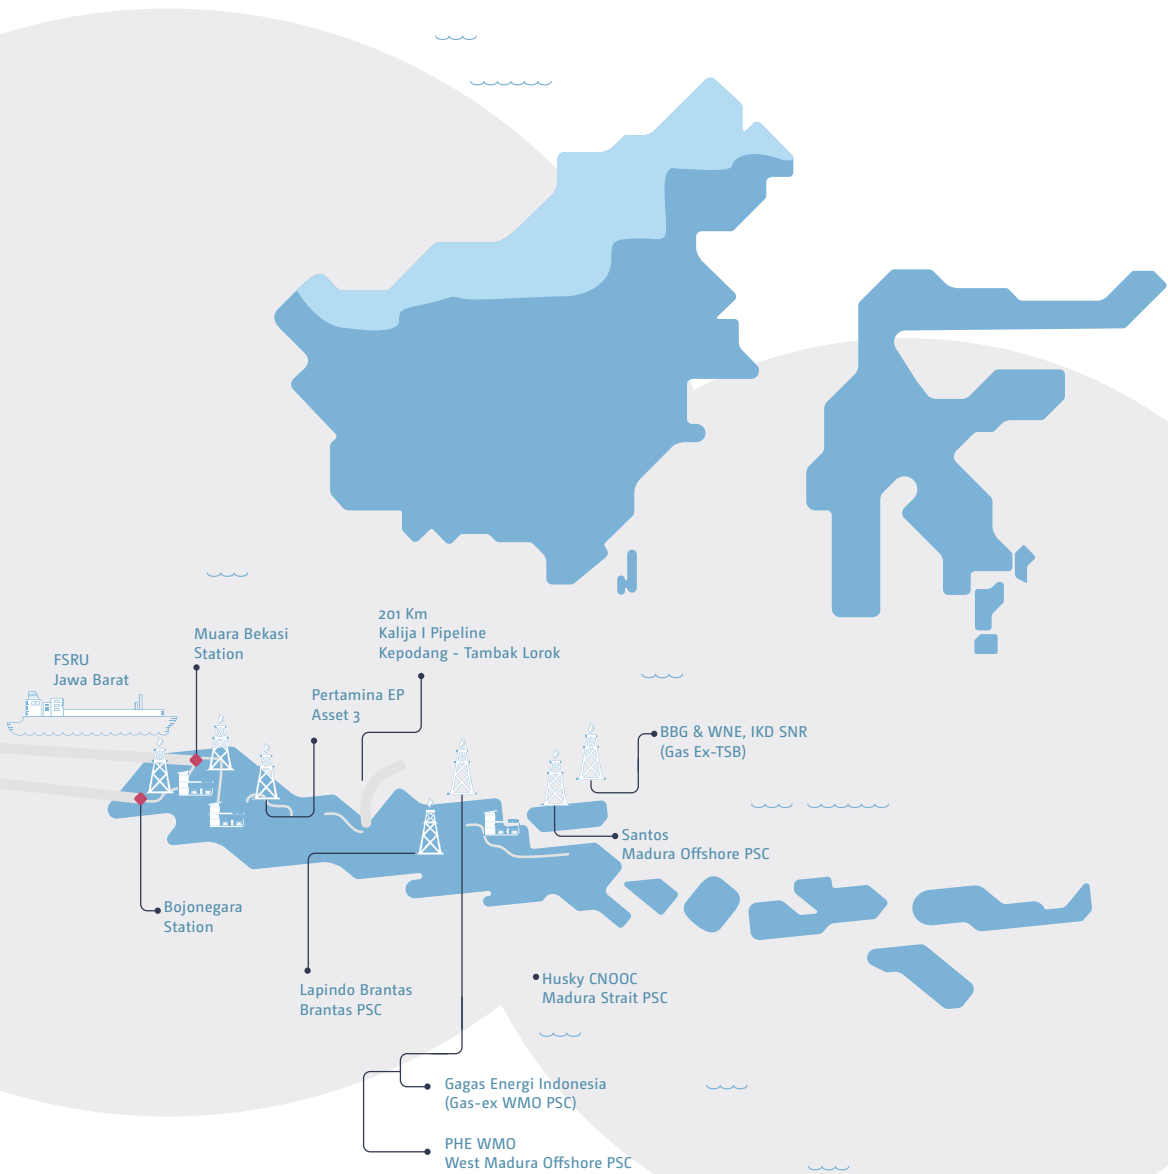 201 Km
Kalija I Pipeline
Kepodang - Tambak Lorok
Muara Bekasi
Station
FSRU
Jawa Barat
Pertamina EP
Asset 3
BBG & WNE, IKD SNR
(Gas Ex-TSB)
Santos
Madura Offshore PSC
Bojonegara
Station
Lapindo Brantas
Brantas PSC
Husky CNOOC
Madura Strait PSC
Gagas Energi Indonesia
(Gas-ex WMO PSC)
PHE WMO
West Madura Offshore PSC